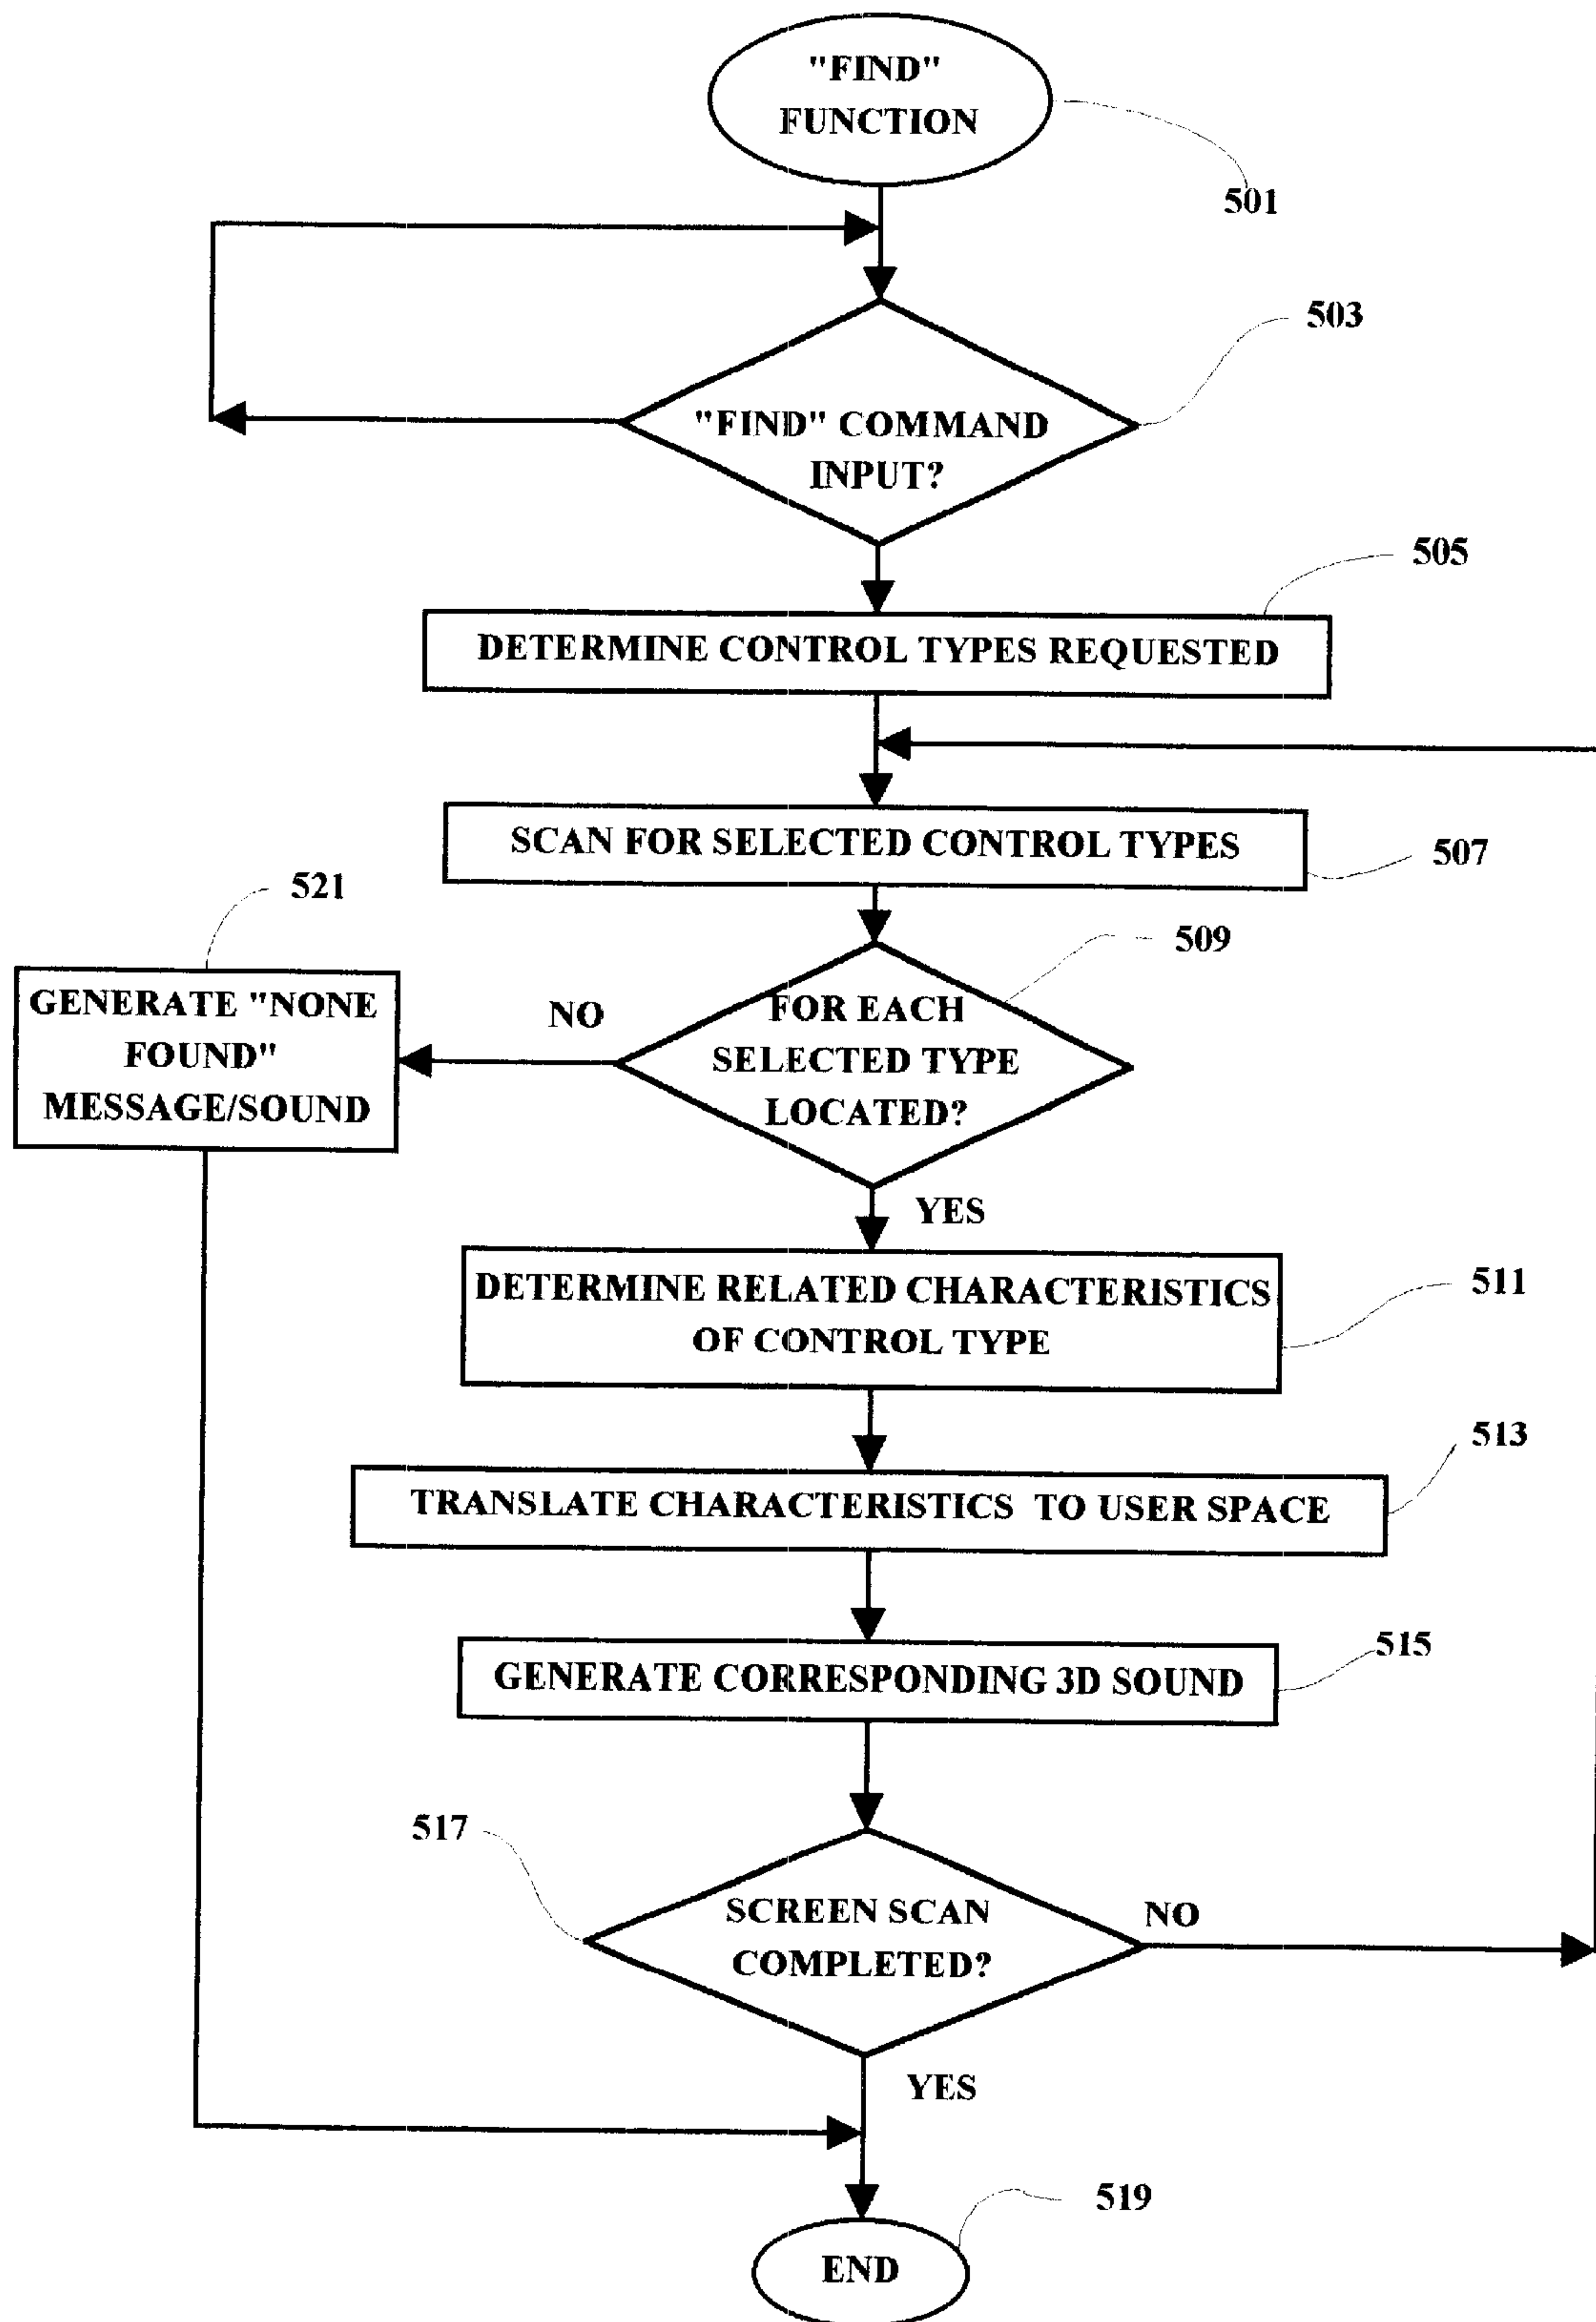 "FIND"
FUNCTION
501
503
"FIND" COMMAND
INPUT?
505
DETERMINE CONTROL TYPES REQUESTED
SCAN FOR SELECTED CONTROL TYPES
507
521
509
GENERATE "NONE
FOUND"
MESSAGE/SOUND
NO
FOR EACH
SELECTED TYPE
LOCATED?
YES
DETERMINE RELATED CHARACTERISTICS
OF CONTROL TYPE
511
513
TRANSLATE CHARACTERISTICS TO USER SPACE
515
GENERATE CORRESPONDING 3D SOUND
517
SCREEN SCAN
COMPLETED?
NO
YES
519
END